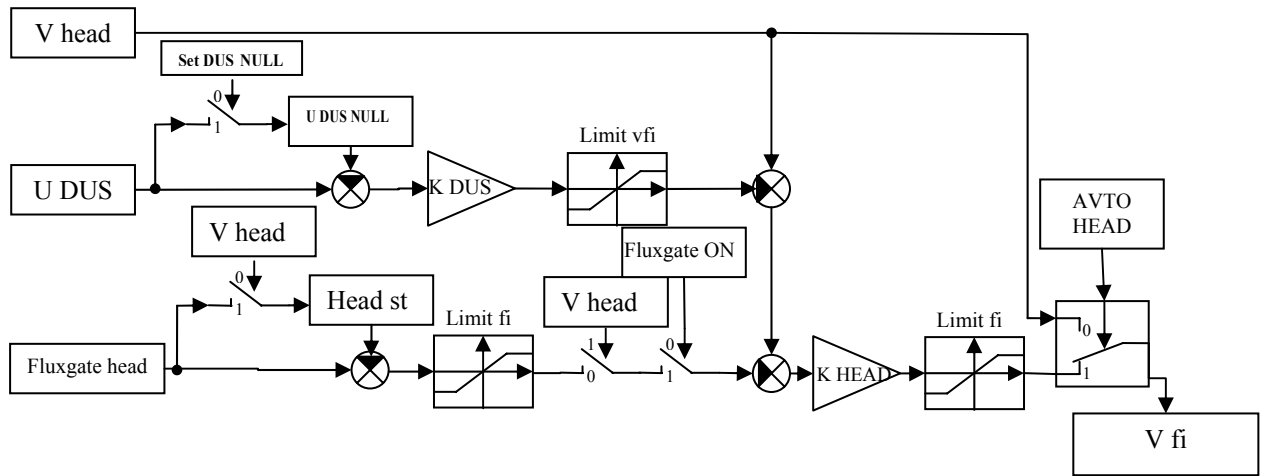 V head
Set DUS NULL
0
1
U DUS NULL
Limit vfi
U DUS
K DUS
AVTO
HEAD
V head
Fluxgate ON
0
1
Head st
V head
Limit fi
Limit fi
1
0
0
1
0
1
Fluxgate head
K HEAD
V fi